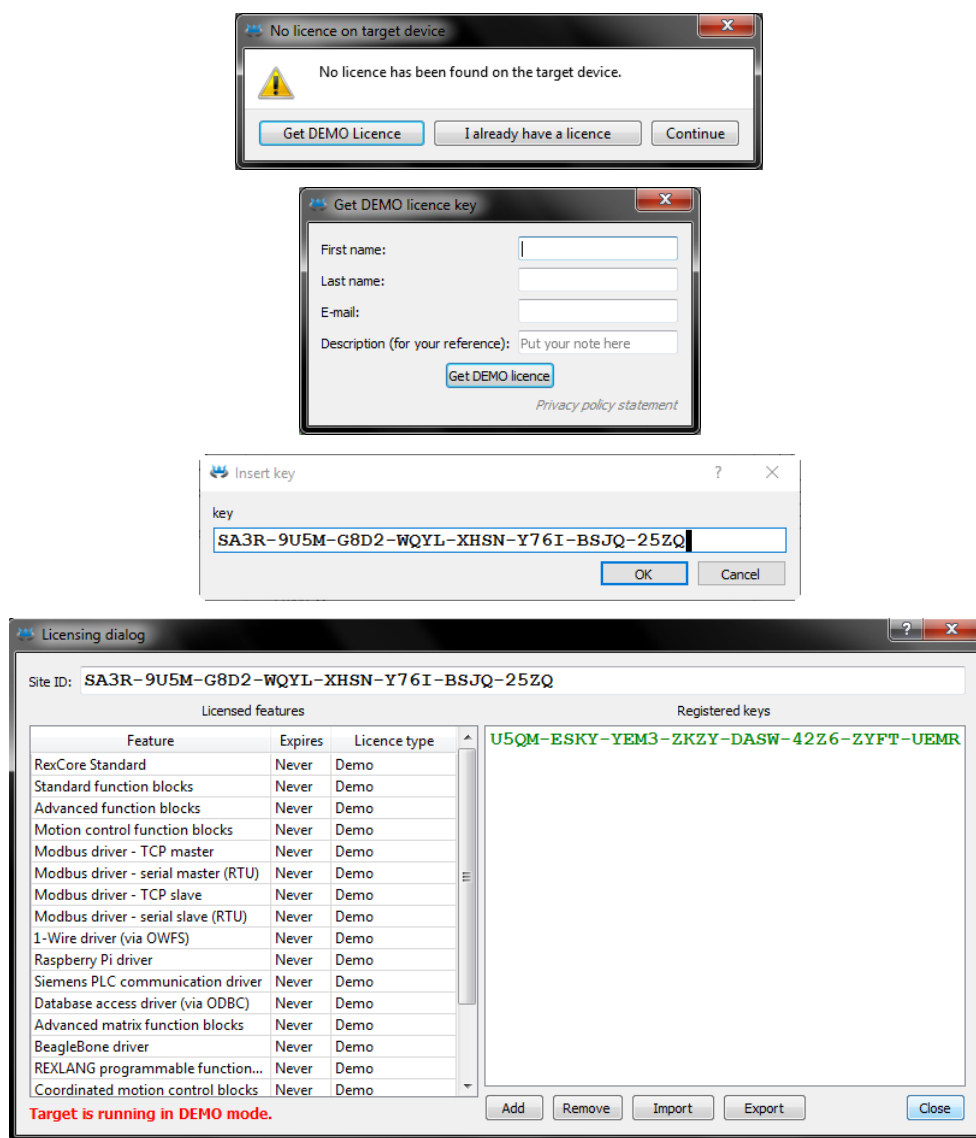 No licence on target device
No licence has been found on the target device.
Get DEMO Licence I already have a licence Continue
Get DEMO licence key
First name:
Last name:
E-mail:
Description (for your reference): Put your note here
Get DEMO licence
Privacy policy statement
Insert key ?
key
SA3R-9U5M-G8D2-WQYL-XHSN-Y76I-BSJQ-25ZQ
OK Cancel
Licensing dialog ?
Site ID: SA3R-9U5M-G8D2-WQYL-XHSN-Y76I-BSJQ-25ZQ
Licensed features Registered keys
Feature Expires Licence type U5QM-ESKY-YEM3-ZKZY-DASW-42Z6-ZYFT-UEMR
RexCore Standard Never Demo
Standard function blocks Never Demo
Advanced function blocks Never Demo
Motion control function blocks Never Demo
Modbus driver - TCP master Never Demo
Modbus driver - serial master (RTU) Never Demo
Modbus driver - TCP slave Never Demo
Modbus driver - serial slave (RTU) Never Demo
1-Wire driver (via OWFS) Never Demo
Raspberry Pi driver Never Demo
Siemens PLC communication driver Never Demo
Database access driver (via ODBC) Never Demo
Advanced matrix function blocks Never Demo
BeagleBone driver Never Demo
REXLANG programmable function... Never Demo
Coordinated motion control blocks Never Demo
Target is running in DEMO mode. Add Remove Import Export Close